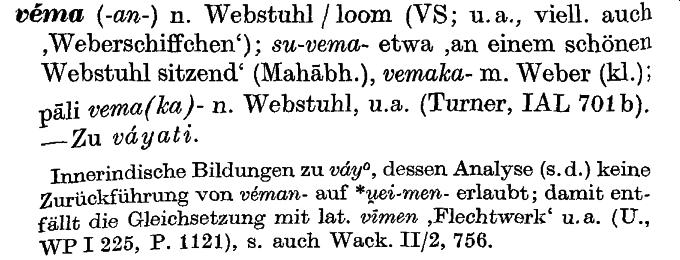 véma (-an-) n. Webstuhl / loom (VS; u. a., viell. auch
‚Weberschiffchen‘); su-vema- etwa ‚an einem schönen
Webstuhl sitzend‘ (Mahābh.), vemaka- m. Weber (kl.);
pāli vema(ka)- n. Webstuhl, u.a. (Turner, IAL 701 b).
— Zu váyati.
Innerindische Bildungen zu váy°, dessen Analyse (s. d.) keine
Zurückführung von véman- auf *u̯ei-men- erlaubt; damit ent-
fällt die Gleichsetzung mit lat. vīmen ‚Flechtwerk‘ u. a. (U.,
WP I 225, P. 1121), s. auch Wack. II/2, 756.